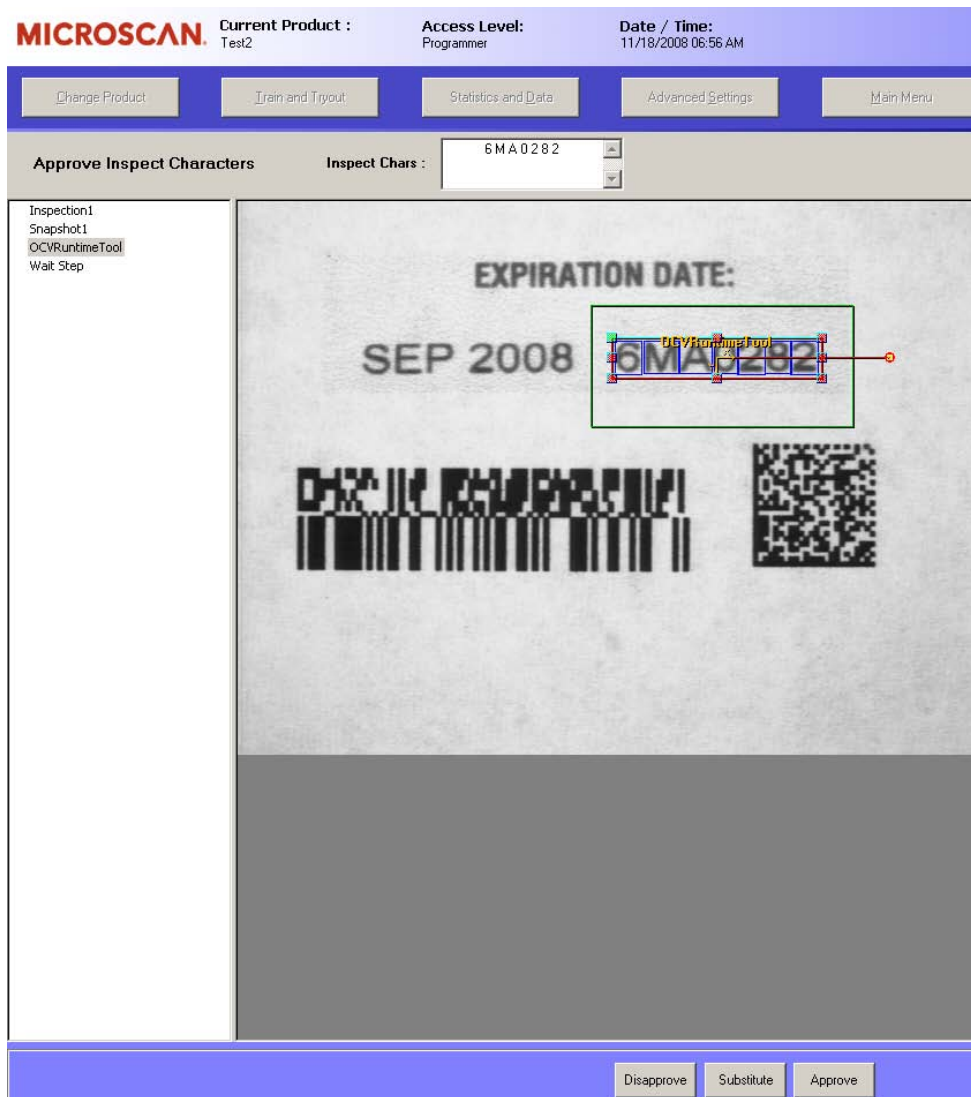 MICROSCAN.
Current Product :
Test2
Access Level:
Programmer
Date / Time:
11/18/2008 06:56 AM
Change Product
Train and Tryout
Statistics and Data
Advanced Settings
Main Menu
Approve Inspect Characters
Inspect Chars :
6MA0282
Inspection1
Snapshot1
OCVRuntimeTool
Wait Step
EXPIRATION DATE:
OCVRuntimeTool
SEP 2008 6MA0282
Disapprove
Substitute
Approve